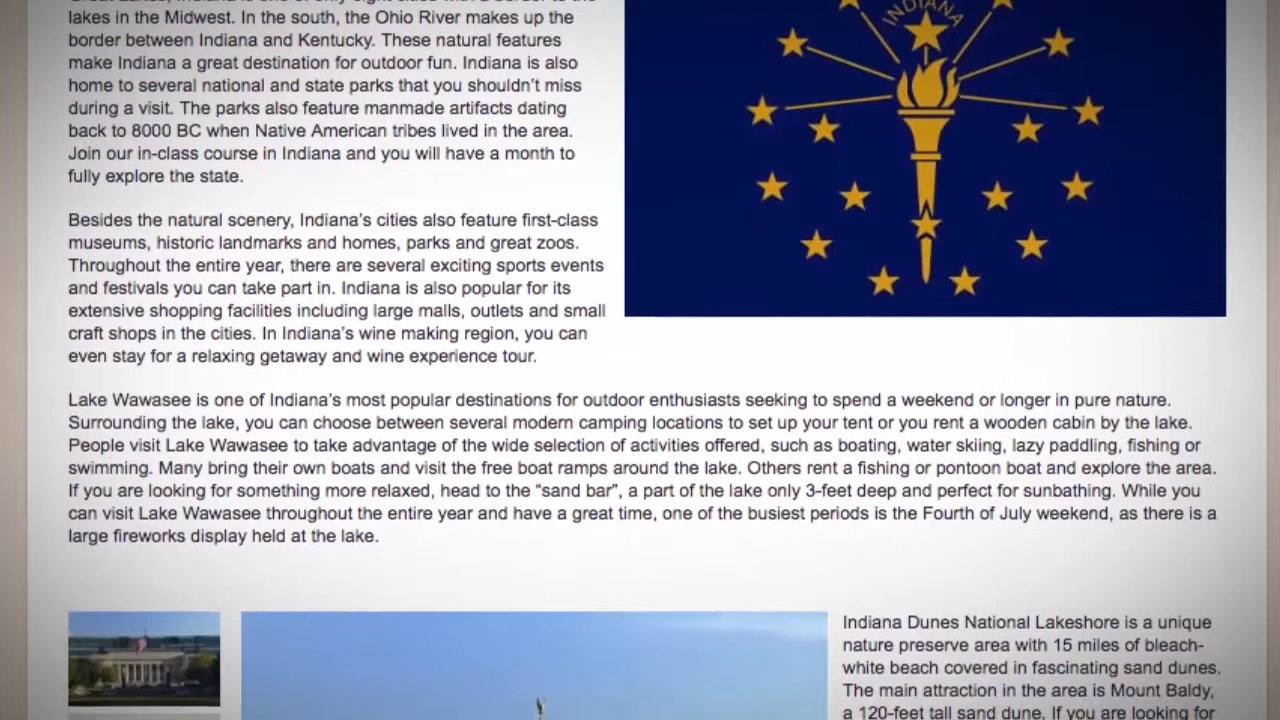 lakes in the Midwest. In the south, the Ohio River makes up the
border between Indiana and Kentucky. These natural features
make Indiana a great destination for outdoor fun. Indiana is also
home to several national and state parks that you shouldn’t miss
during a visit. The parks also feature manmade artifacts dating
back to 8000 BC when Native American tribes lived in the area.
Join our in-class course in Indiana and you will have a month to
fully explore the state.
INDIANA
Besides the natural scenery, Indiana’s cities also feature first-class
museums, historic landmarks and homes, parks and great zoos.
Throughout the entire year, there are several exciting sports events
and festivals you can take part in. Indiana is also popular for its
extensive shopping facilities including large malls, outlets and small
craft shops in the cities. In Indiana’s wine making region, you can
even stay for a relaxing getaway and wine experience tour.
Lake Wawasee is one of Indiana’s most popular destinations for outdoor enthusiasts seeking to spend a weekend or longer in pure nature.
Surrounding the lake, you can choose between several modern camping locations to set up your tent or you rent a wooden cabin by the lake.
People visit Lake Wawasee to take advantage of the wide selection of activities offered, such as boating, water skiing, lazy paddling, fishing or
swimming. Many bring their own boats and visit the free boat ramps around the lake. Others rent a fishing or pontoon boat and explore the area.
If you are looking for something more relaxed, head to the “sand bar”, a part of the lake only 3-feet deep and perfect for sunbathing. While you
can visit Lake Wawasee throughout the entire year and have a great time, one of the busiest periods is the Fourth of July weekend, as there is a
large fireworks display held at the lake.
Indiana Dunes National Lakeshore is a unique
nature preserve area with 15 miles of bleach-
white beach covered in fascinating sand dunes.
The main attraction in the area is Mount Baldy,
a 120-feet tall sand dune. If you are looking for